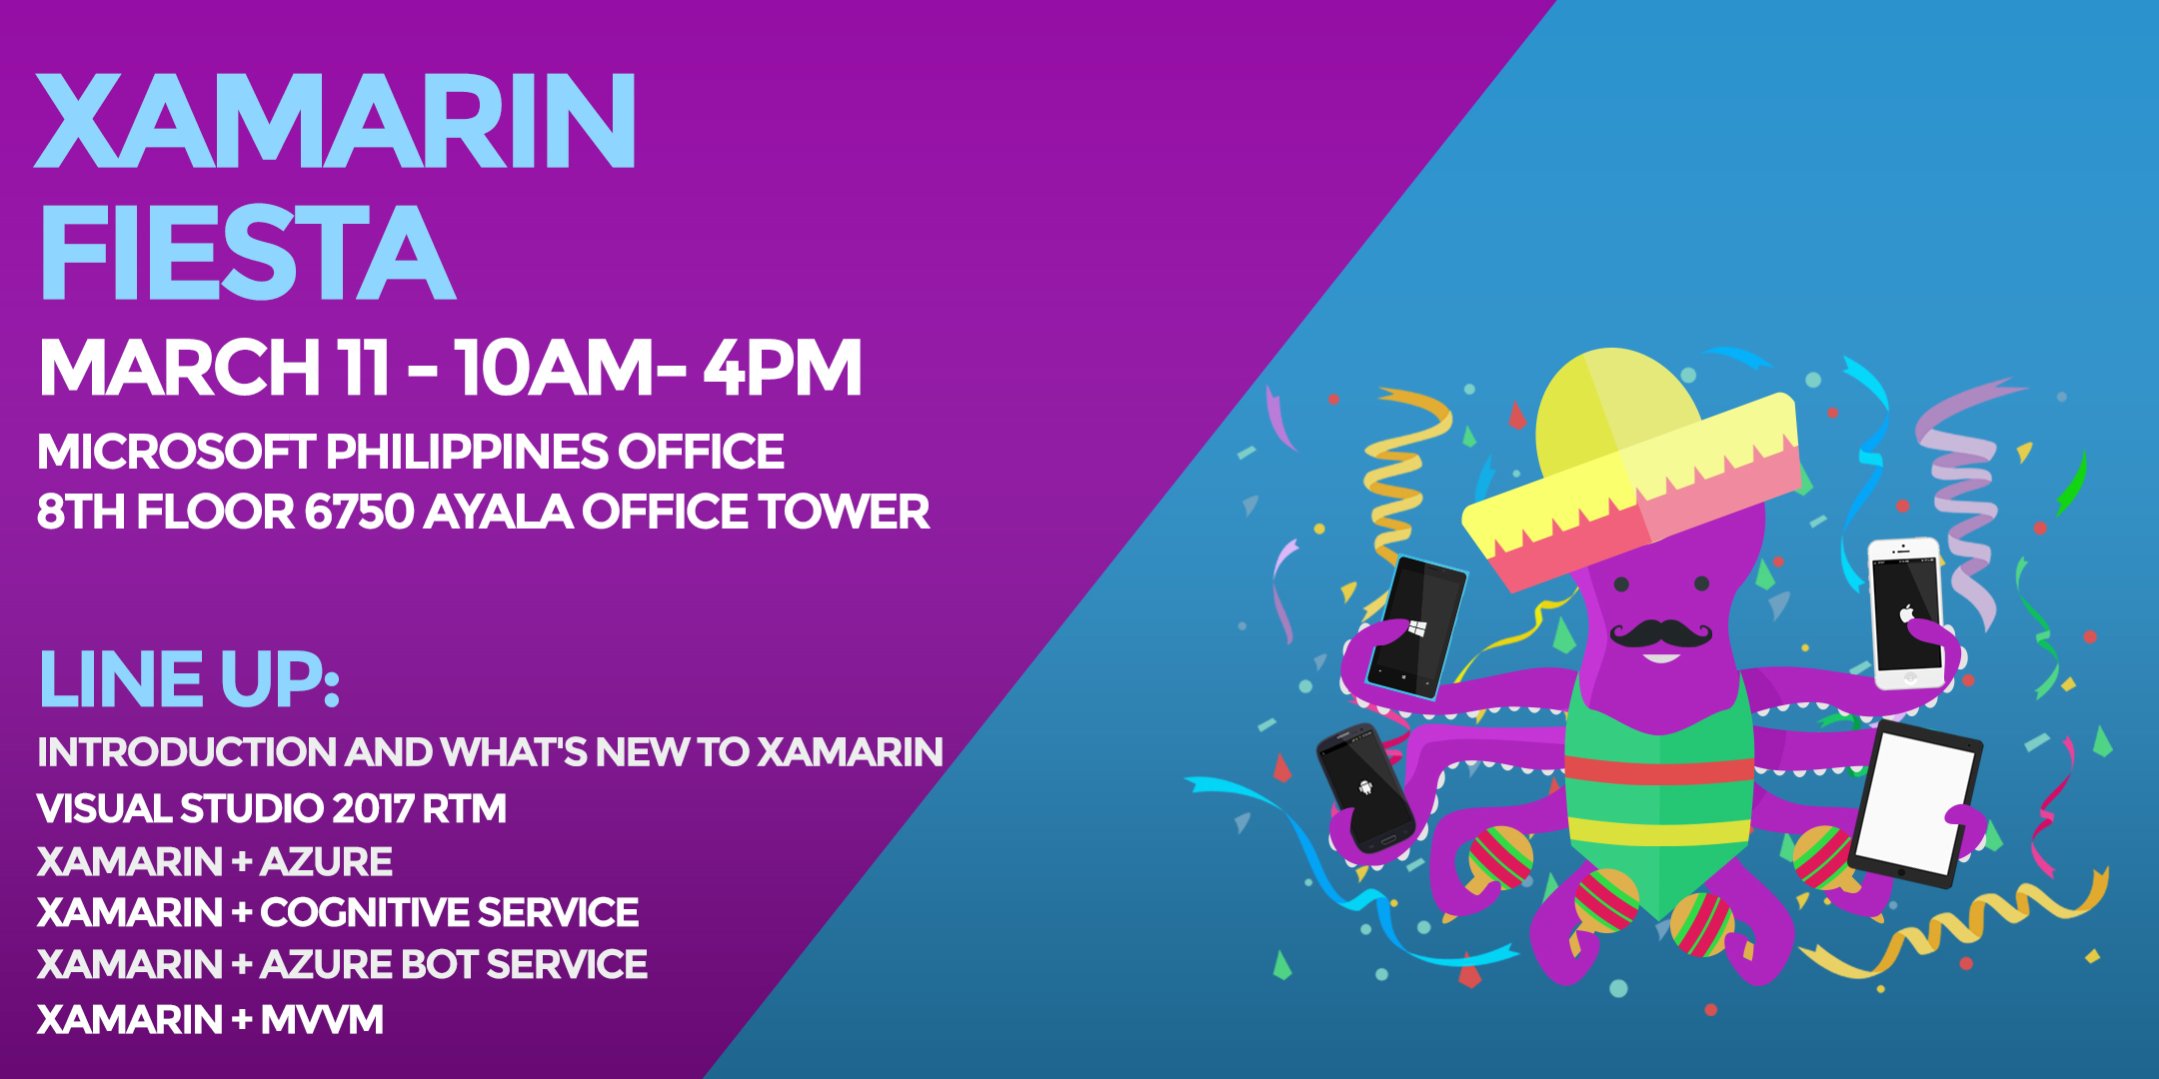 XAMARIN
FIESTA
MARCH 11 - 10AM- 4PM
MICROSOFT PHILIPPINES OFFICE
8TH FLOOR 6750 AYALA OFFICE TOWER
LINE UP:
INTRODUCTION AND WHAT'S NEW TO XAMARIN
VISUAL STUDIO 2017 RTM
XAMARIN + AZURE
XAMARIN + COGNITIVE SERVICE
XAMARIN + AZURE BOT SERVICE
XAMARIN + MVVM